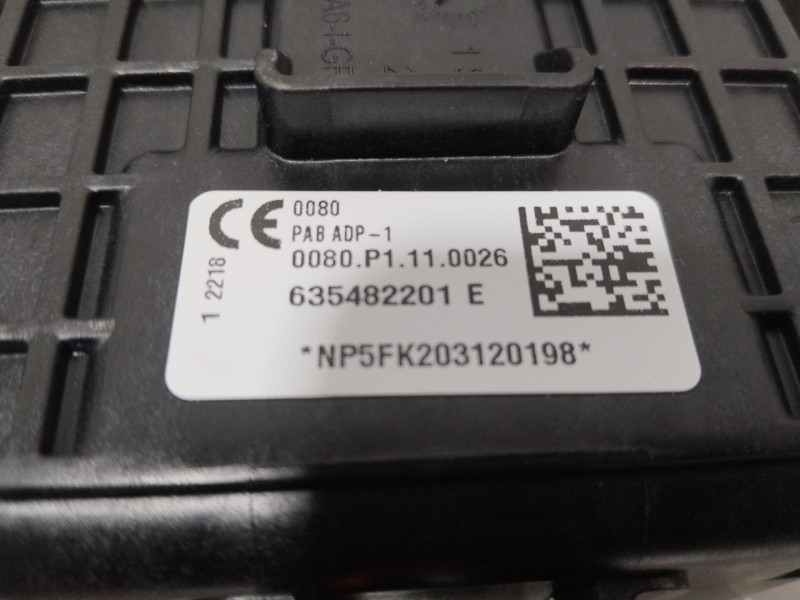 CE 0080
PAB ADP-1
0080.P1.11.0026
635482201 E
*NP5FK203120198*
1 2218